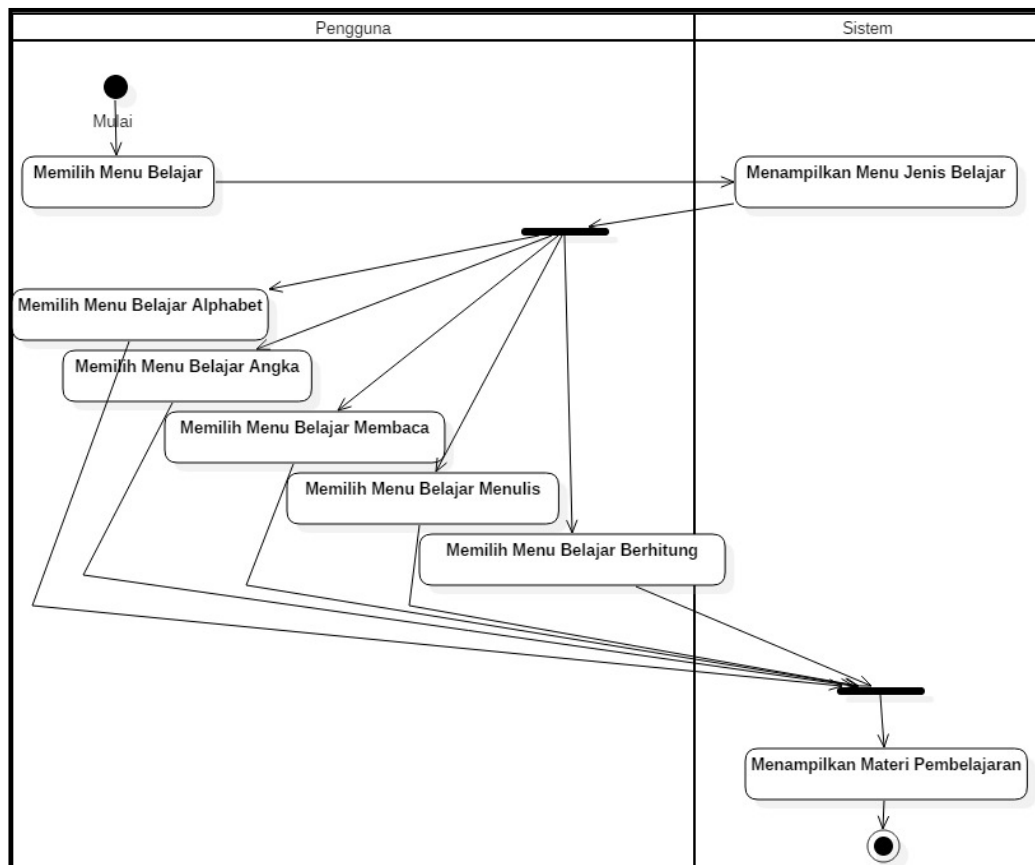 Pengguna
Sistem
Mulai
Memilih Menu Belajar
Menampilkan Menu Jenis Belajar
Memilih Menu Belajar Alphabet
Memilih Menu Belajar Angka
Memilih Menu Belajar Membaca
Memilih Menu Belajar Menulis
Memilih Menu Belajar Berhitung
Menampilkan Materi Pembelajaran